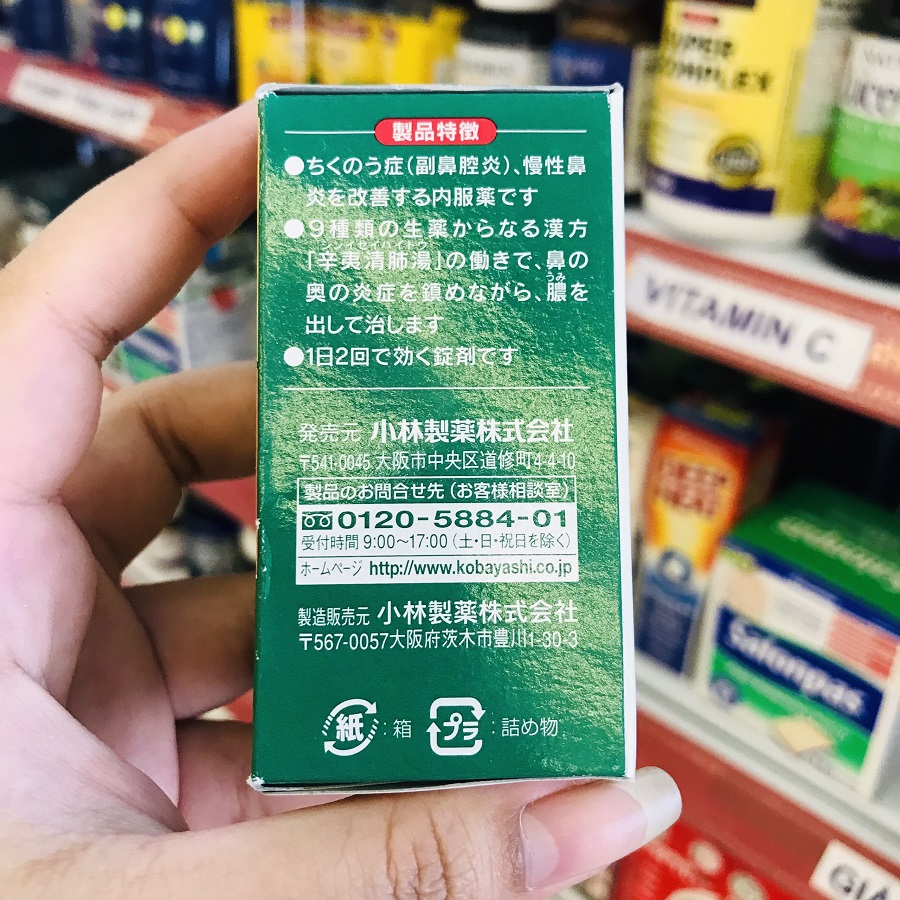 製品特徴
●ちくのう症(副鼻腔炎)、慢性鼻
炎を改善する内服薬です
●9種類の生薬からなる漢方
シンイセイハイトウ
「辛夷清肺湯」の働きで、鼻の
うみ
奥の炎症を鎮めながら、膿を
出して治します
●1日2回で効く錠剤です
発売元 小林製薬株式会社
〒541-0045 大阪市中央区道修町4-4-10
製品のお問合せ先(お客様相談室)
0120-5884-01
受付時間 9:00~17:00(土・日・祝日を除く)
ホームページ http://www.kobayashi.co.jp
製造販売元 小林製薬株式会社
〒567-0057大阪府茨木市豊川1-30-3
紙:箱 プラ:詰め物
SUPER
COMPLEX
VITAMIN C
DEEP
HEAT
Salonpas
GIẢ